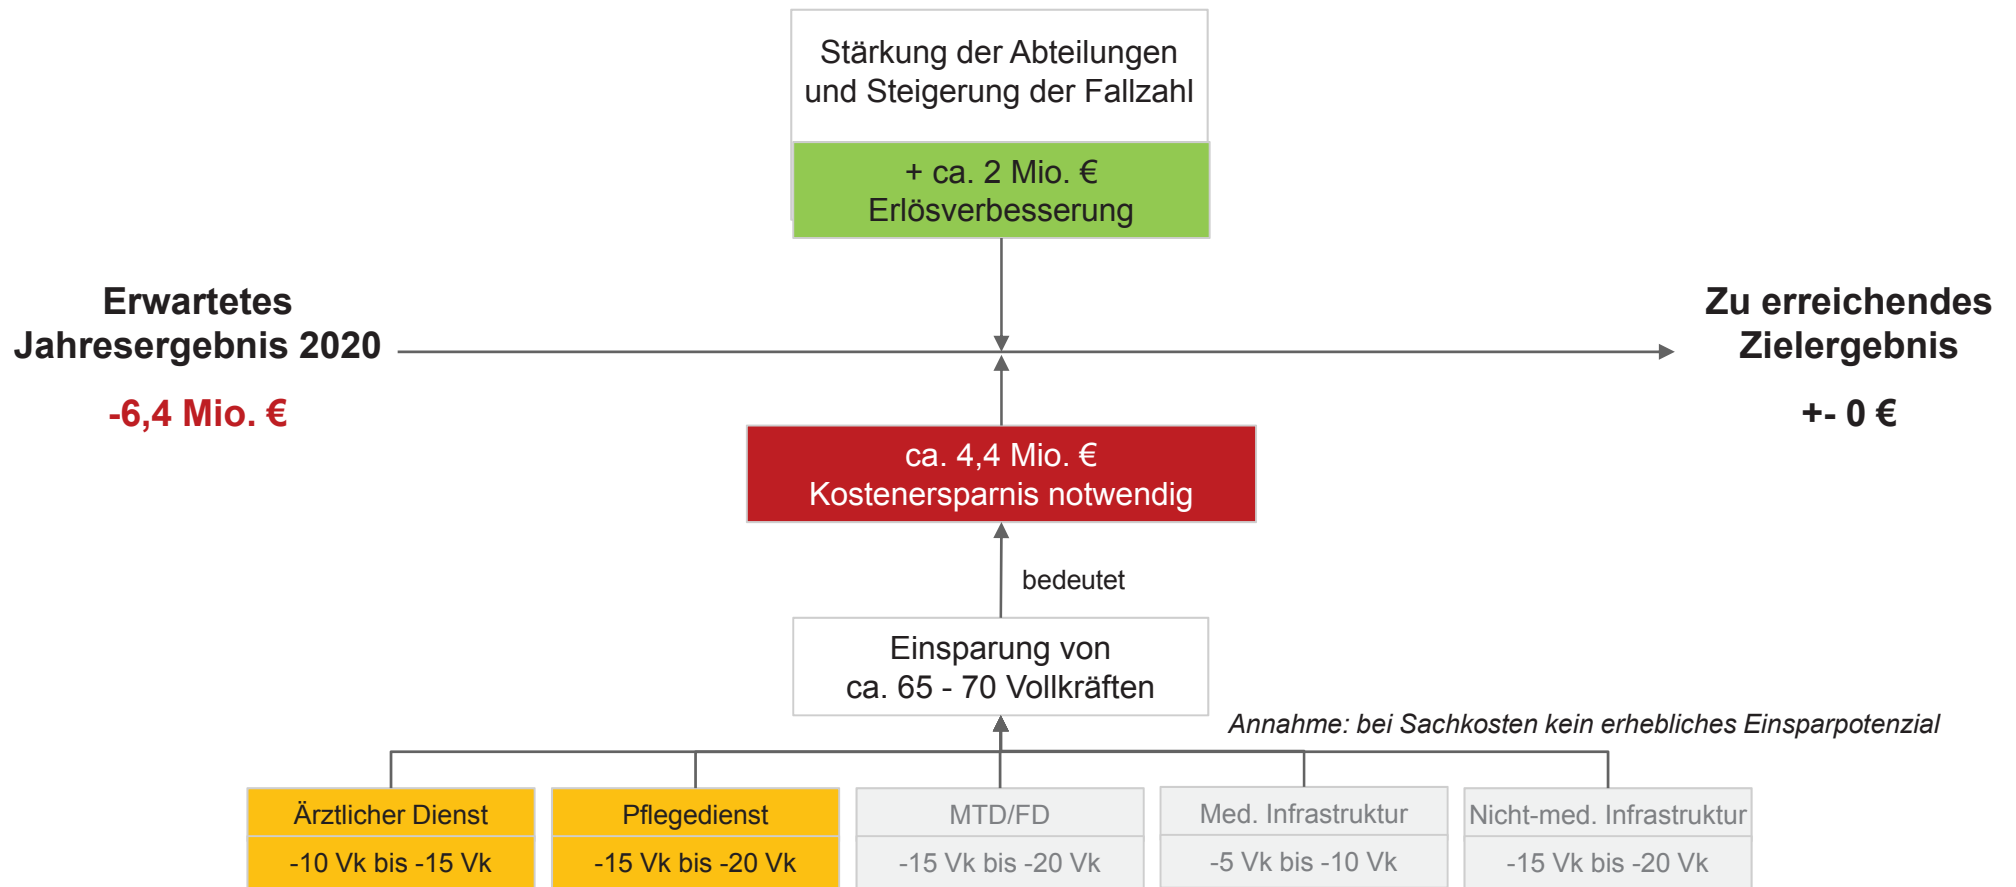 Stärkung der Abteilungen
und Steigerung der Fallzahl
+ ca. 2 Mio. €
Erlösverbesserung
Erwartetes
Jahresergebnis 2020
-6,4 Mio. €
Zu erreichendes
Zielergebnis
+- 0 €
ca. 4,4 Mio. €
Kostenersparnis notwendig
bedeutet
Einsparung von
ca. 65 - 70 Vollkräften
Annahme: bei Sachkosten kein erhebliches Einsparpotenzial
Ärztlicher Dienst
-10 Vk bis -15 Vk
Pflegedienst
-15 Vk bis -20 Vk
MTD/FD
-15 Vk bis -20 Vk
Med. Infrastruktur
-5 Vk bis -10 Vk
Nicht-med. Infrastruktur
-15 Vk bis -20 Vk